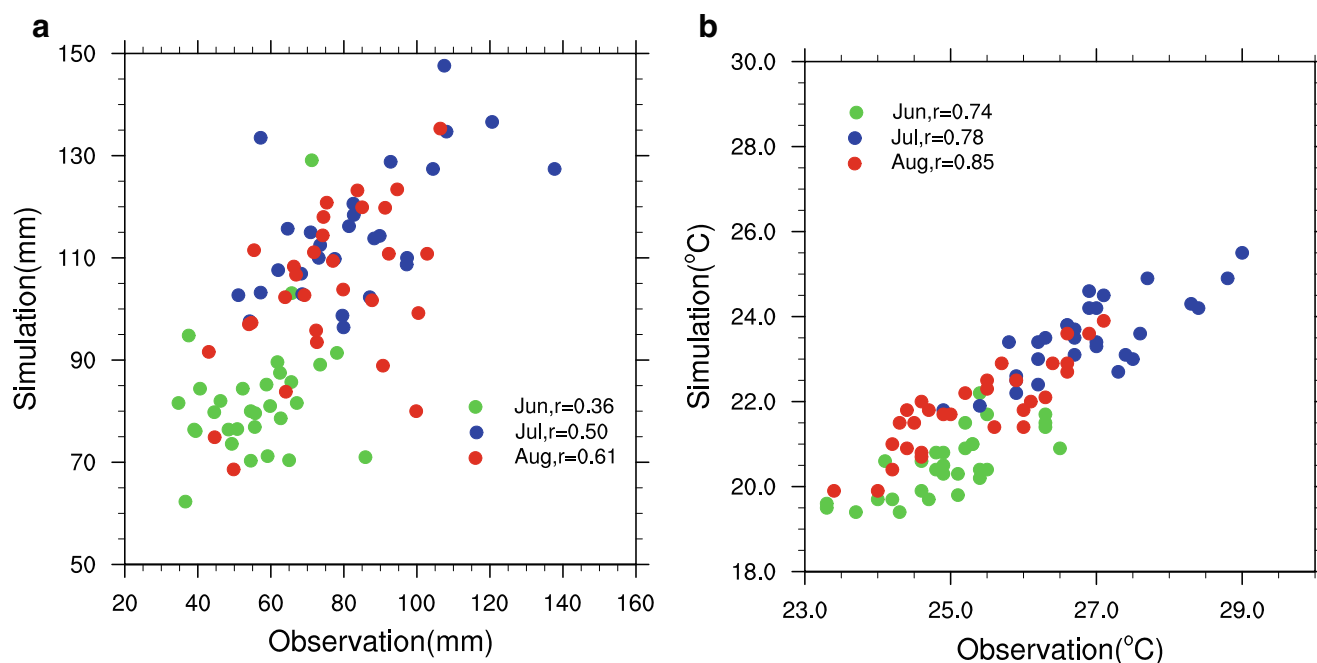 a
150
130
110
90
70
50
Simulation(mm)
20 40 60 80 100 120 140 160
Observation(mm)
Jun,r=0.36
Jul,r=0.50
Aug,r=0.61
b
30.0
28.0
26.0
24.0
22.0
20.0
18.0
Simulation(°C)
23.0 25.0 27.0 29.0
Observation(°C)
Jun,r=0.74
Jul,r=0.78
Aug,r=0.85